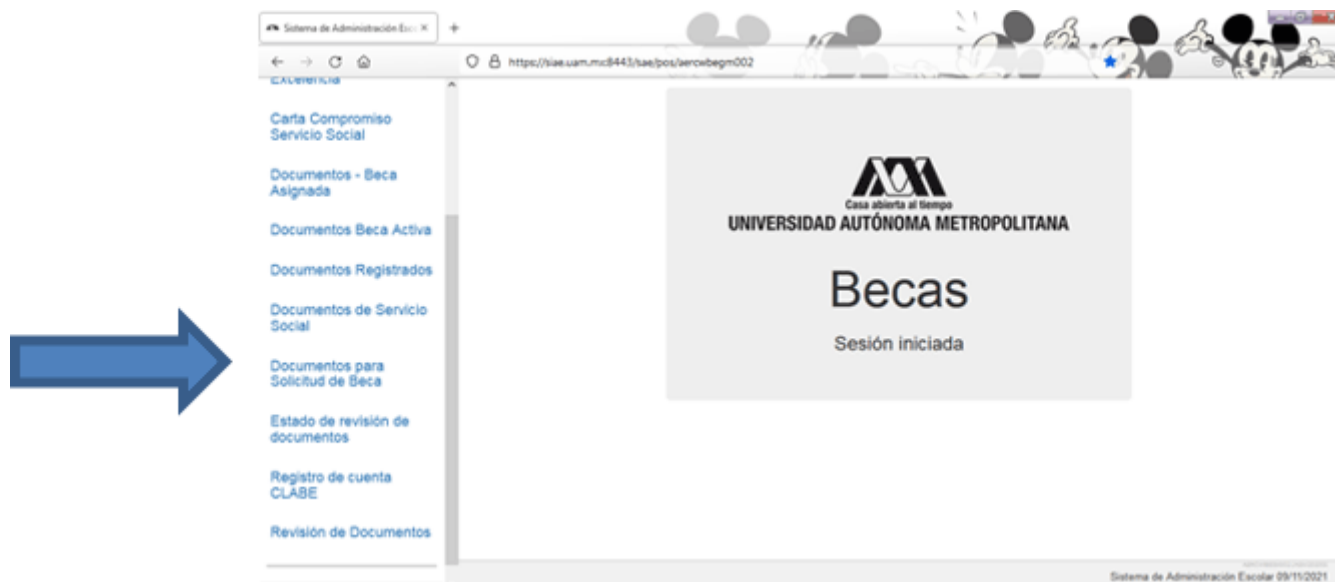 Sistema de Administración Esc
https://siae.uam.mx:8443/sae/pos/aercwbegm002
Excelencia
Carta Compromiso
Servicio Social
Documentos - Beca
Asignada
Documentos Beca Activa
Documentos Registrados
Documentos de Servicio
Social
Documentos para
Solicitud de Beca
Estado de revisión de
documentos
Registro de cuenta
CLABE
Revisión de Documentos
Casa abierta al tiempo
UNIVERSIDAD AUTÓNOMA METROPOLITANA
Becas
Sesión iniciada
Sistema de Administración Escolar 09/11/2021